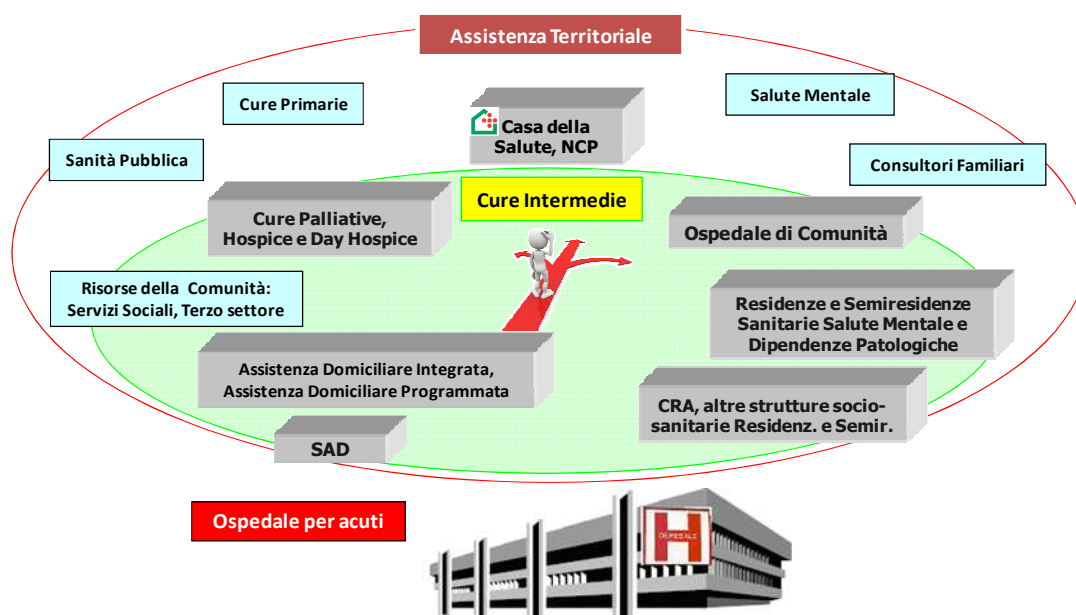 Assistenza Territoriale
Cure Primarie
Salute Mentale
Casa della
Salute, NCP
Sanità Pubblica
Consultori Familiari
Cure Intermedie
Cure Palliative,
Hospice e Day Hospice
Ospedale di Comunità
Risorse della Comunità:
Servizi Sociali, Terzo settore
Residenze e Semiresidenze
Sanitarie Salute Mentale e
Dipendenze Patologiche
Assistenza Domiciliare Integrata,
Assistenza Domiciliare Programmata
CRA, altre strutture socio-
sanitarie Residenz. e Semir.
SAD
Ospedale per acuti
H
OSPEDALE